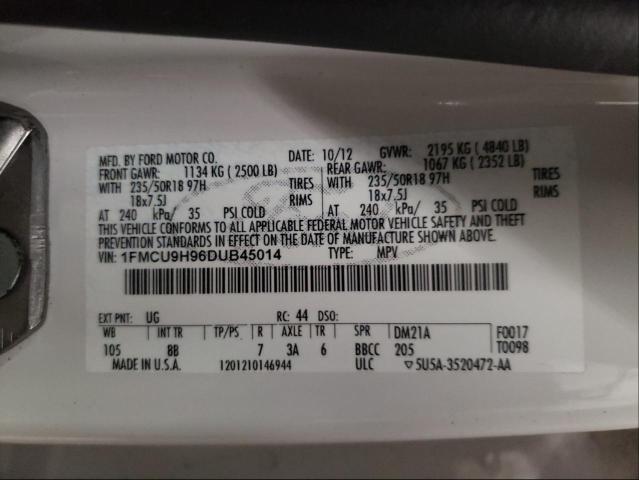 MFD. BY FORD MOTOR CO. DATE: 10/12 GVWR: 2195 KG ( 4840 LB)
FRONT GAWR: 1134 KG ( 2500 LB) REAR GAWR: 1067 KG ( 2352 LB)
WITH 235/50R18 97H TIRES WITH 235/50R18 97H TIRES
18x7.5J RIMS 18x7.5J RIMS
AT 240 kPa/ 35 PSI COLD AT 240 kPa/ 35 PSI COLD
THIS VEHICLE CONFORMS TO ALL APPLICABLE FEDERAL MOTOR VEHICLE SAFETY AND THEFT
PREVENTION STANDARDS IN EFFECT ON THE DATE OF MANUFACTURE SHOWN ABOVE.
VIN: 1FMCU9H96DUB45014 TYPE: MPV
EXT PNT: UG RC: 44 DSO:
WB INT TR TP/PS R AXLE TR SPR DM21A F0017
105 8B 7 3A 6 BBCC 205 T0098
MADE IN U.S.A. 1201210146944 ULC ▽5U5A-3520472-AA